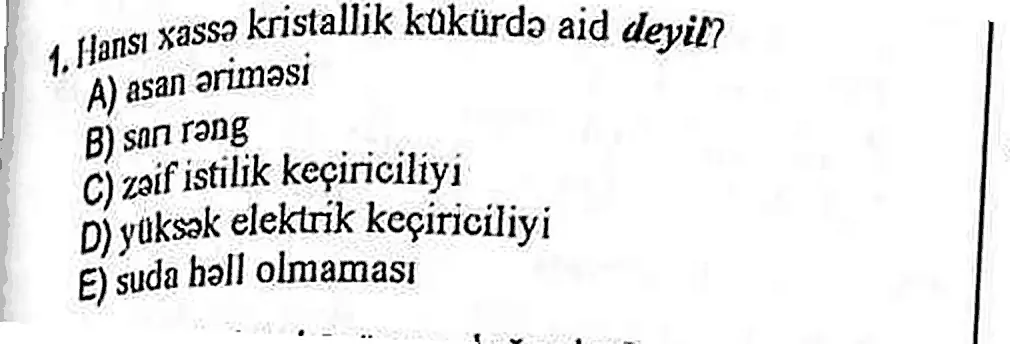 1. Hansı xassə kristallik kükürdə aid deyil?
A) asan əriməsi
B) sarı rəng
C) zəif istilik keçiriciliyi
D) yüksək elektrik keçiriciliyi
E) suda həll olmaması